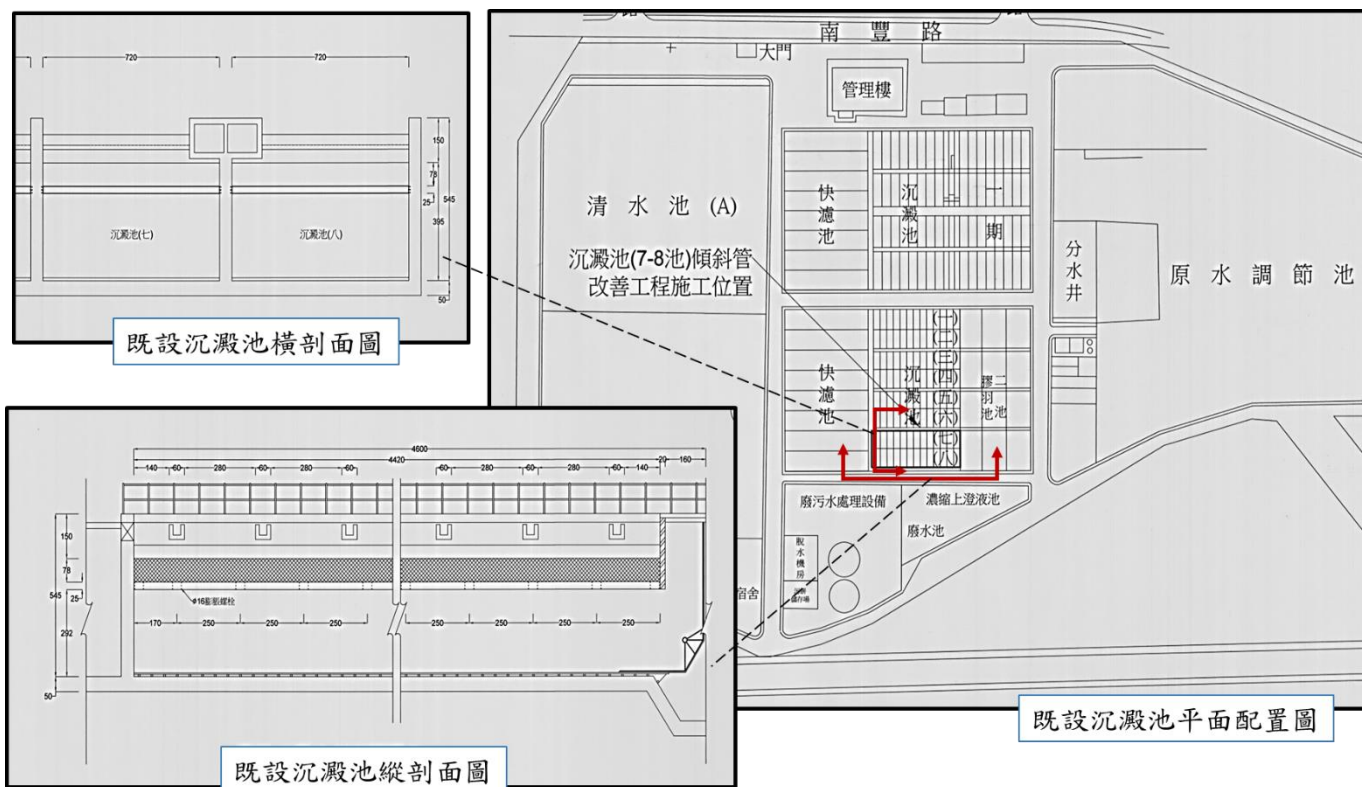 720
720
150
78
545
25
395
50
沉澱池(七)
沉澱池(八)
既設沉澱池橫剖面圖
4600
4420
20
160
140
60
280
60
280
60
60
280
60
280
60
140
150
78
545
25
292
50
ø16膨脹螺栓
170
250
250
250
250
250
250
250
既設沉澱池縱剖面圖
路
路
南豐路
大門
管理樓
清水池(A)
快濾池
沉澱池
一期
沉澱池(7-8池)傾斜管
改善工程施工位置
分水井
原水調節池
快濾池
沉澱池
(一)
(二)
(三)
(四)
(五)
(六)
(七)
(八)
膠羽池
二池
廢污水處理設備
濃縮上澄液池
廢水池
脫水機房
宿舍
既設沉澱池平面配置圖